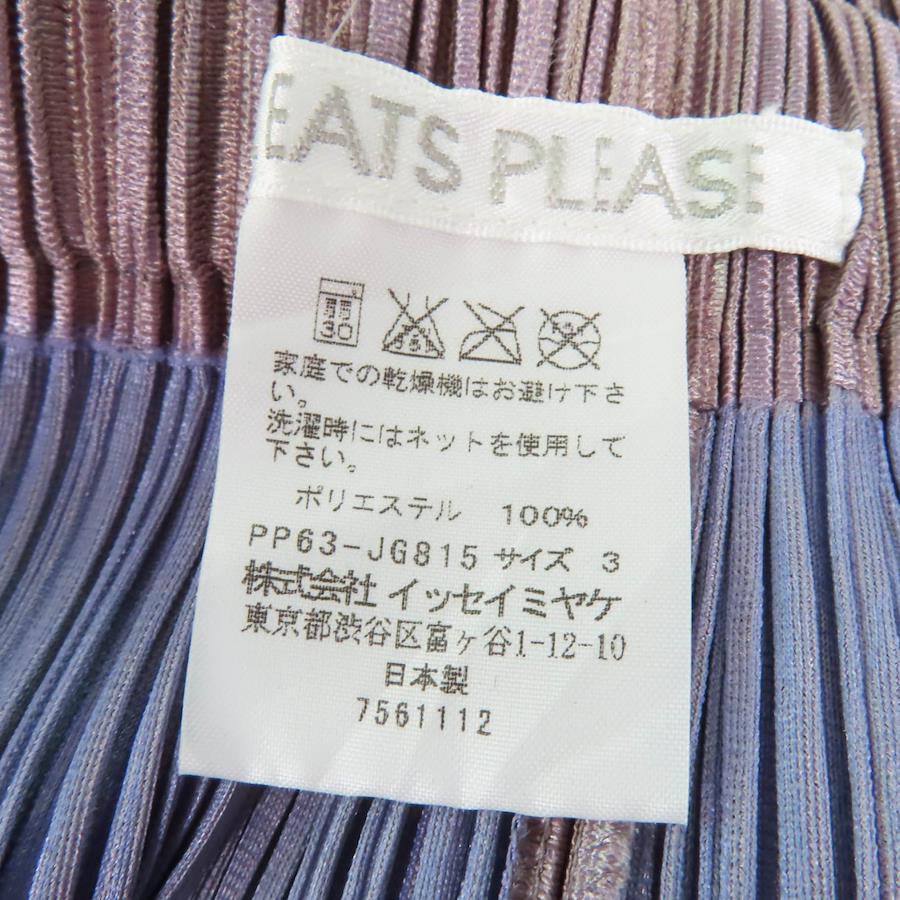 EATS PLEASE
弱
30
家庭での乾燥機はお避け下さ
い。
洗濯時にはネットを使用して
下さい。
ポリエステル 100%
PP63-JG815 サイズ 3
株式会社 イッセイミヤケ
東京都渋谷区富ヶ谷1-12-10
日本製
7561112